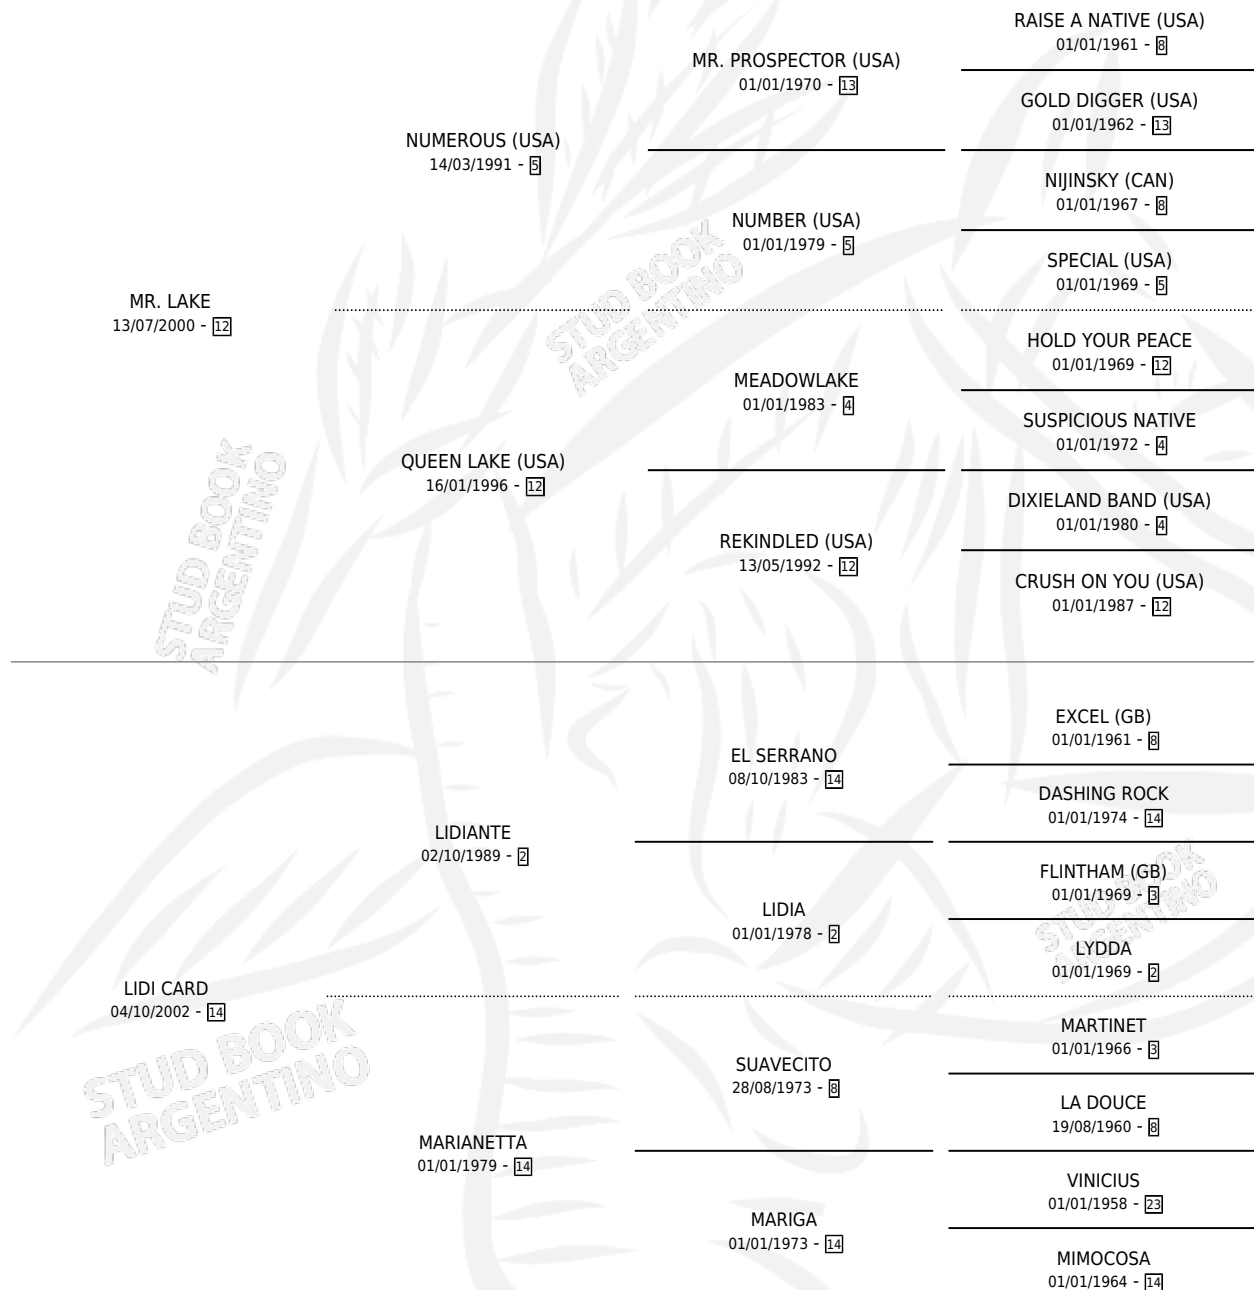 RAISE A NATIVE (USA)
01/01/1961 - 8
MR. PROSPECTOR (USA)
01/01/1970 - 13
GOLD DIGGER (USA)
01/01/1962 - 13
NUMEROUS (USA)
14/03/1991 - 5
NIJINSKY (CAN)
01/01/1967 - 8
NUMBER (USA)
01/01/1979 - 5
SPECIAL (USA)
01/01/1969 - 5
MR. LAKE
13/07/2000 - 12
HOLD YOUR PEACE
01/01/1969 - 12
MEADOWLAKE
01/01/1983 - 4
SUSPICIOUS NATIVE
01/01/1972 - 4
QUEEN LAKE (USA)
16/01/1996 - 12
DIXIELAND BAND (USA)
01/01/1980 - 4
REKINDLED (USA)
13/05/1992 - 12
CRUSH ON YOU (USA)
01/01/1987 - 12
EXCEL (GB)
01/01/1961 - 8
EL SERRANO
08/10/1983 - 14
DASHING ROCK
01/01/1974 - 14
LIDIANTE
02/10/1989 - 2
FLINTHAM (GB)
01/01/1969 - 3
LIDIA
01/01/1978 - 2
LYDDA
01/01/1969 - 2
LIDI CARD
04/10/2002 - 14
MARTINET
01/01/1966 - 3
SUAVECITO
28/08/1973 - 8
LA DOUCE
19/08/1960 - 8
MARIANETTA
01/01/1979 - 14
VINICIUS
01/01/1958 - 23
MARIGA
01/01/1973 - 14
MIMOCOSA
01/01/1964 - 14
STUD BOOK
ARGENTINO
STUD BOOK
ARGENTINO
STUD BOOK
ARGENTINO
STUD BOOK
ARGENTINO